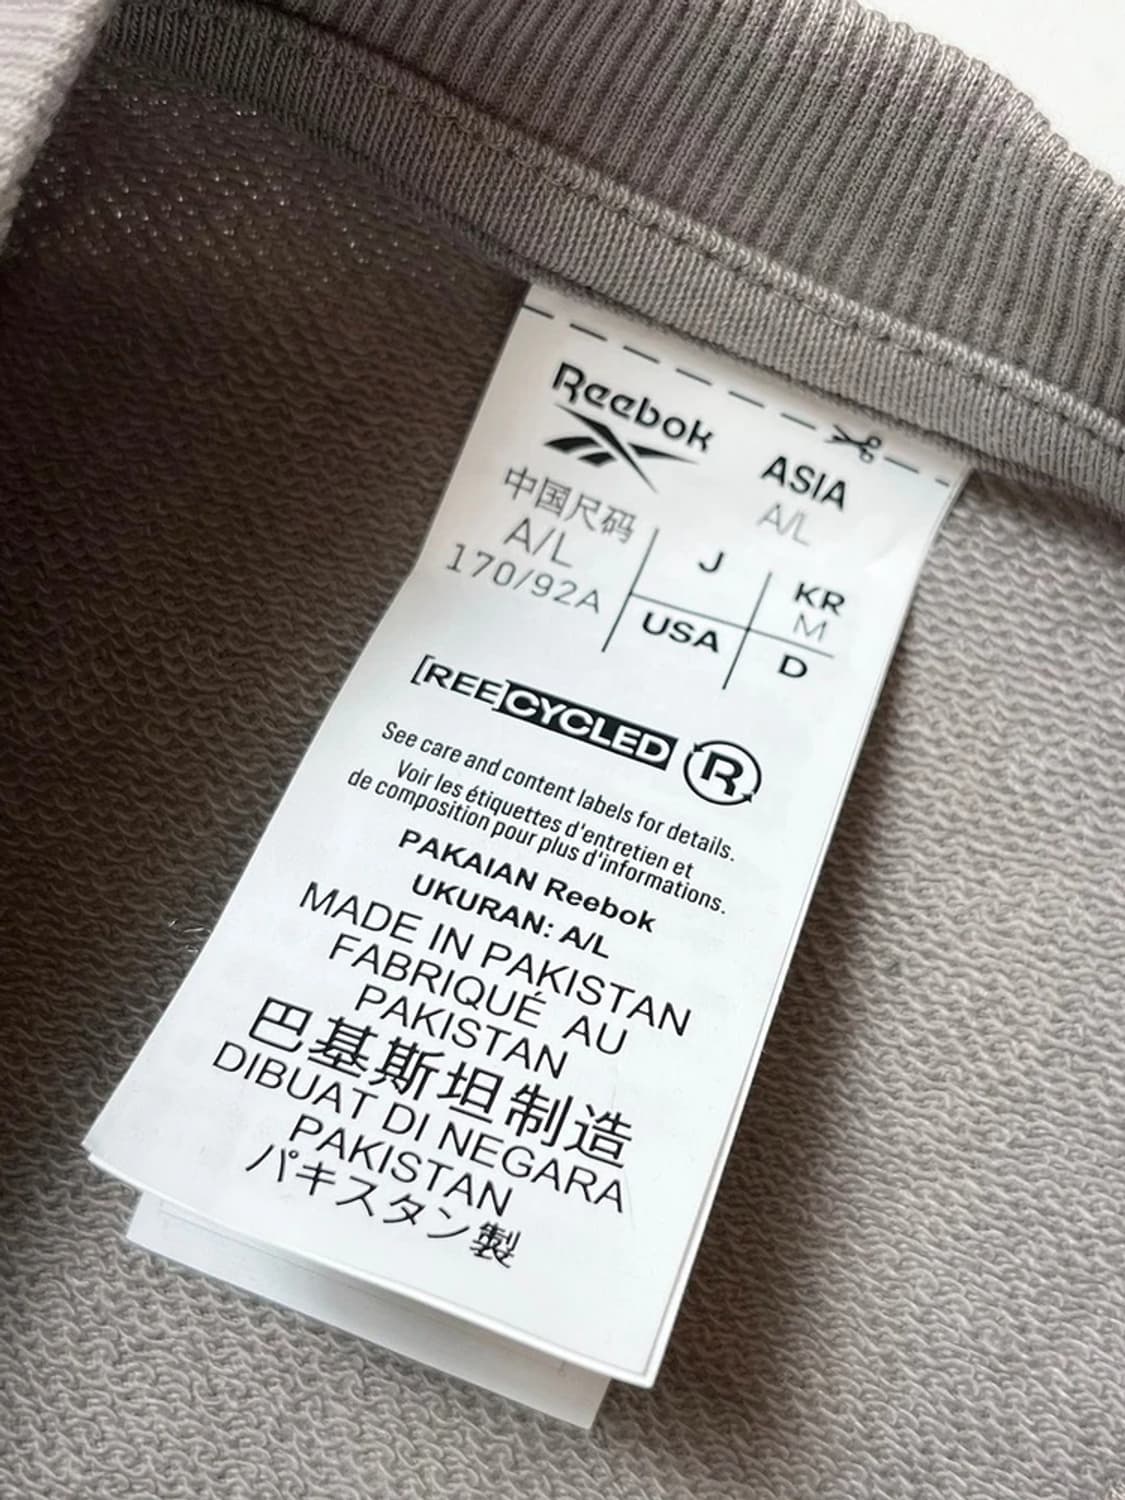 Reebok
ASIA
A/L
中国尺码
A/L
170/92A
J
KR
M
USA
D
[REE]CYCLED R
See care and content labels for details.
Voir les étiquettes d'entretien et
de composition pour plus d'informations.
PAKAIAN Reebok
UKURAN: A/L
MADE IN PAKISTAN
FABRIQUÉ AU
PAKISTAN
巴基斯坦制造
DIBUAT DI NEGARA
PAKISTAN
パキスタン製